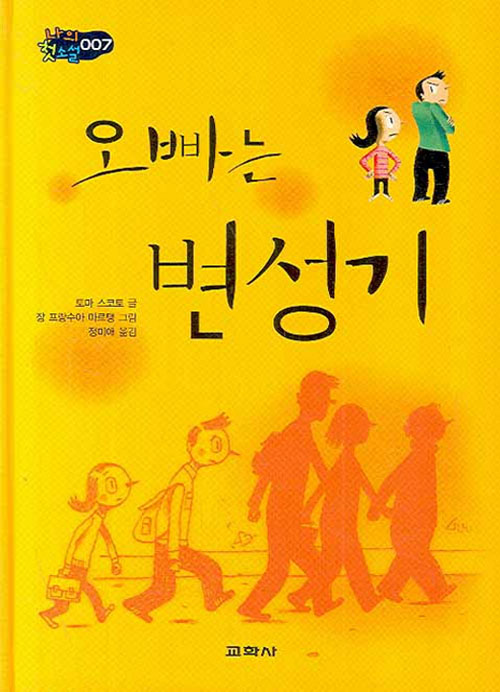 나의
첫소설 007
오빠는
변성기
토마 스코토 글
장 프랑수아 마르탱 그림
정미애 옮김
교학사